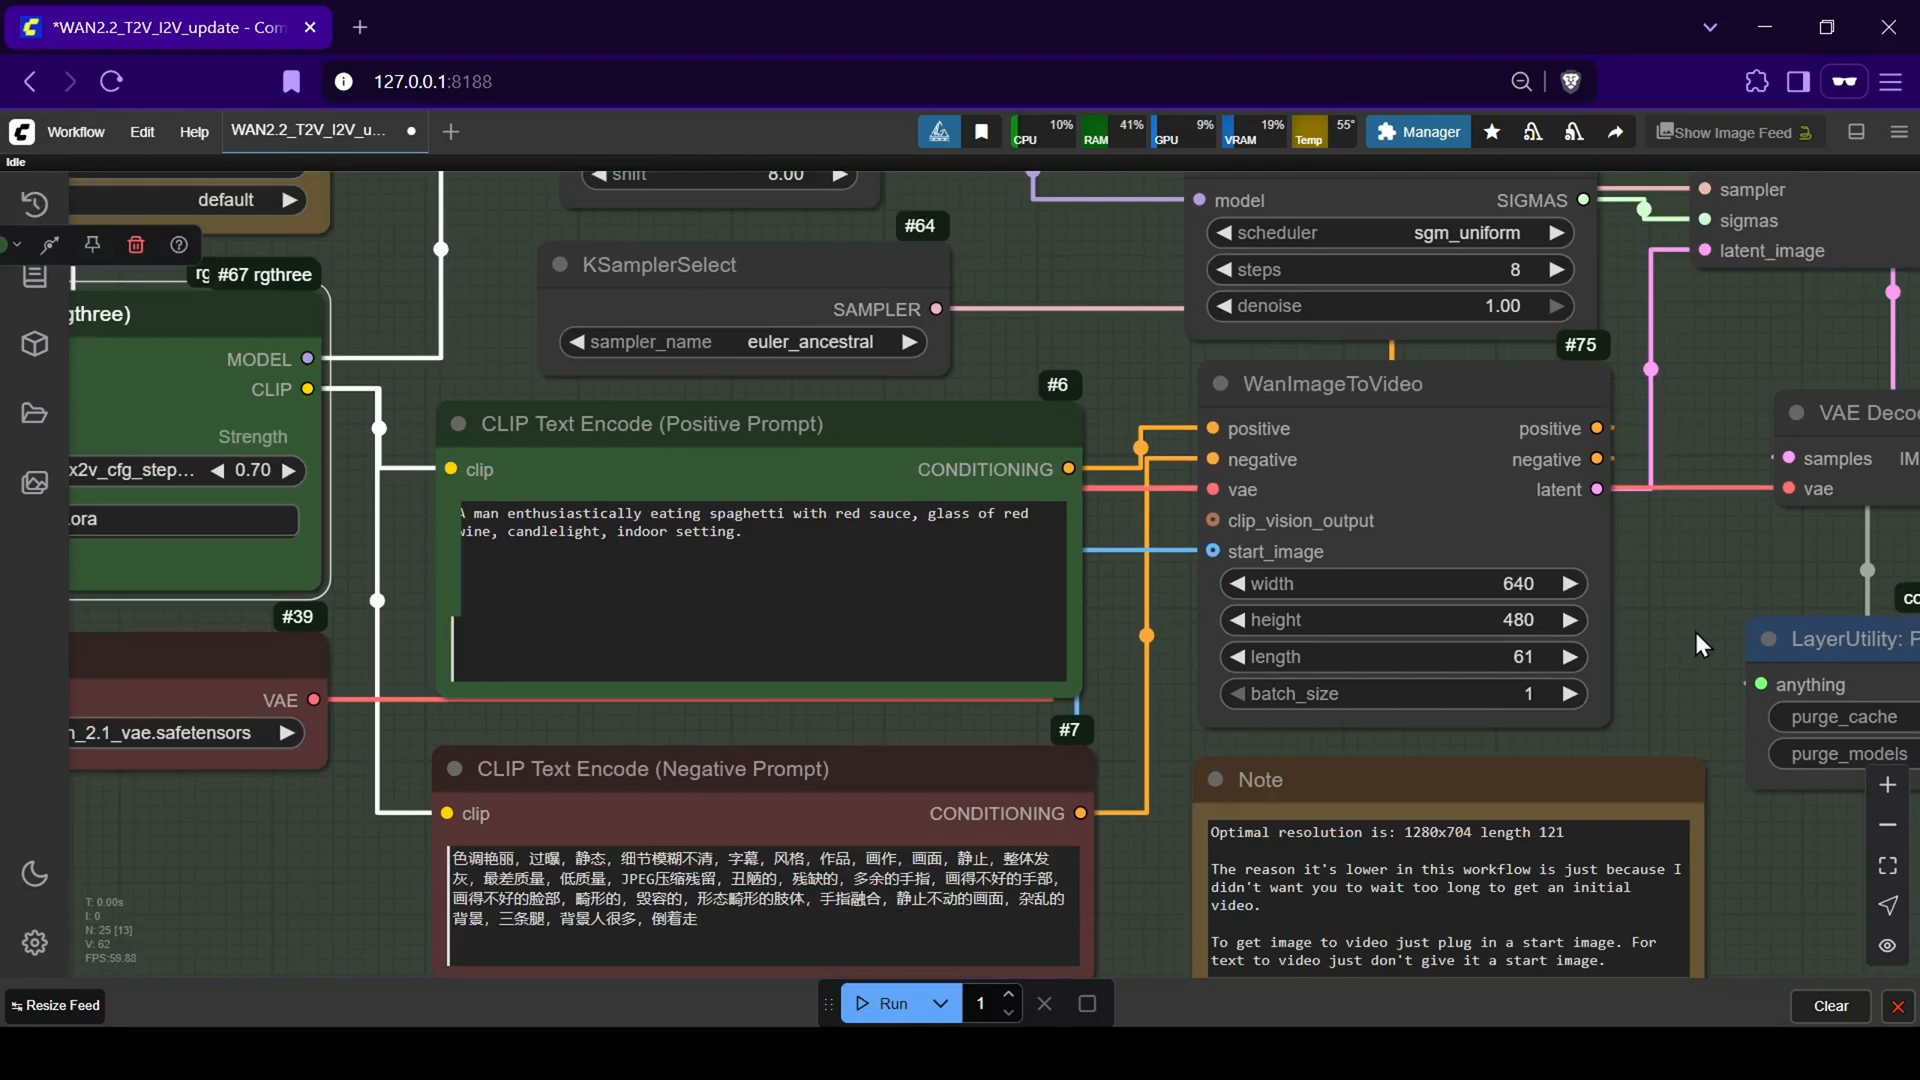 *WAN2.2_T2V_I2V_update - Com
127.0.0.1:8188
Workflow Edit Help WAN2.2_T2V_I2V_u...
CPU 10% RAM 41% GPU 9% VRAM 19% Temp 55° Manager Show Image Feed
Idle
default
shift 8.00
#64
KSamplerSelect
SAMPLER
sampler_name euler_ancestral
model SIGMAS
scheduler sgm_uniform
steps 8
denoise 1.00
sampler
sigmas
latent_image
#67 rgthree
gthree)
MODEL
CLIP
Strength
x2v_cfg_step... 0.70
ora
#39
VAE
n_2.1_vae.safetensors
#6
CLIP Text Encode (Positive Prompt)
clip CONDITIONING
A man enthusiastically eating spaghetti with red sauce, glass of red
wine, candlelight, indoor setting.
#7
CLIP Text Encode (Negative Prompt)
clip CONDITIONING
色调艳丽，过曝，静态，细节模糊不清，字幕，风格，作品，画作，画面，静止，整体发
灰，最差质量，低质量，JPEG压缩残留，丑陋的，残缺的，多余的手指，画得不好的手部，
画得不好的脸部，畸形的，毁容的，形态畸形的肢体，手指融合，静止不动的画面，杂乱的
背景，三条腿，背景人很多，倒着走
#75
WanImageToVideo
positive positive
negative negative
vae latent
clip_vision_output
start_image
width 640
height 480
length 61
batch_size 1
Note
Optimal resolution is: 1280x704 length 121
The reason it's lower in this workflow is just because I
didn't want you to wait too long to get an initial
video.
To get image to video just plug in a start image. For
text to video just don't give it a start image.
VAE Deco
samples IM
vae
LayerUtility: P
anything
purge_cache
purge_models
T: 0.00s
I: 0
N: 25 [13]
V: 62
FPS:59.88
Resize Feed
Run 1
Clear